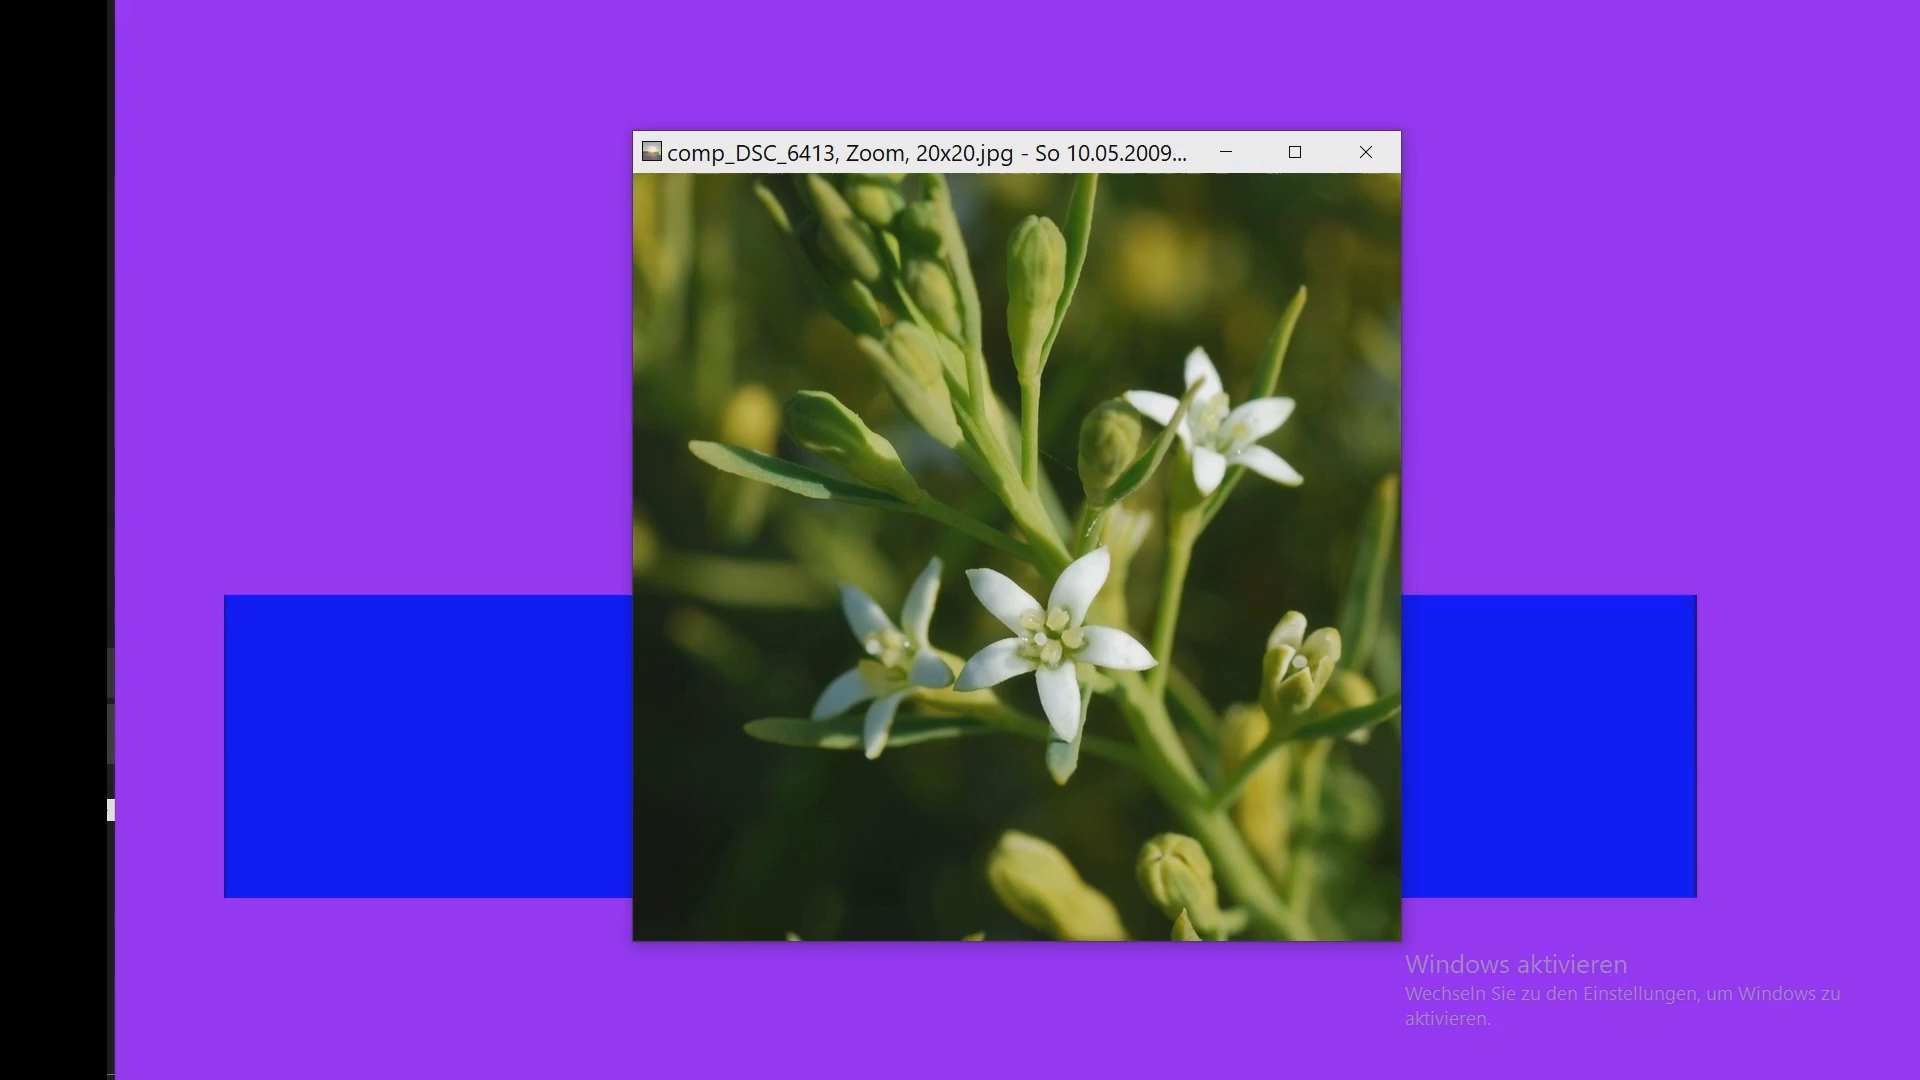 comp_DSC_6413, Zoom, 20x20.jpg - So 10.05.2009...
Windows aktivieren
Wechseln Sie zu den Einstellungen, um Windows zu
aktivieren.